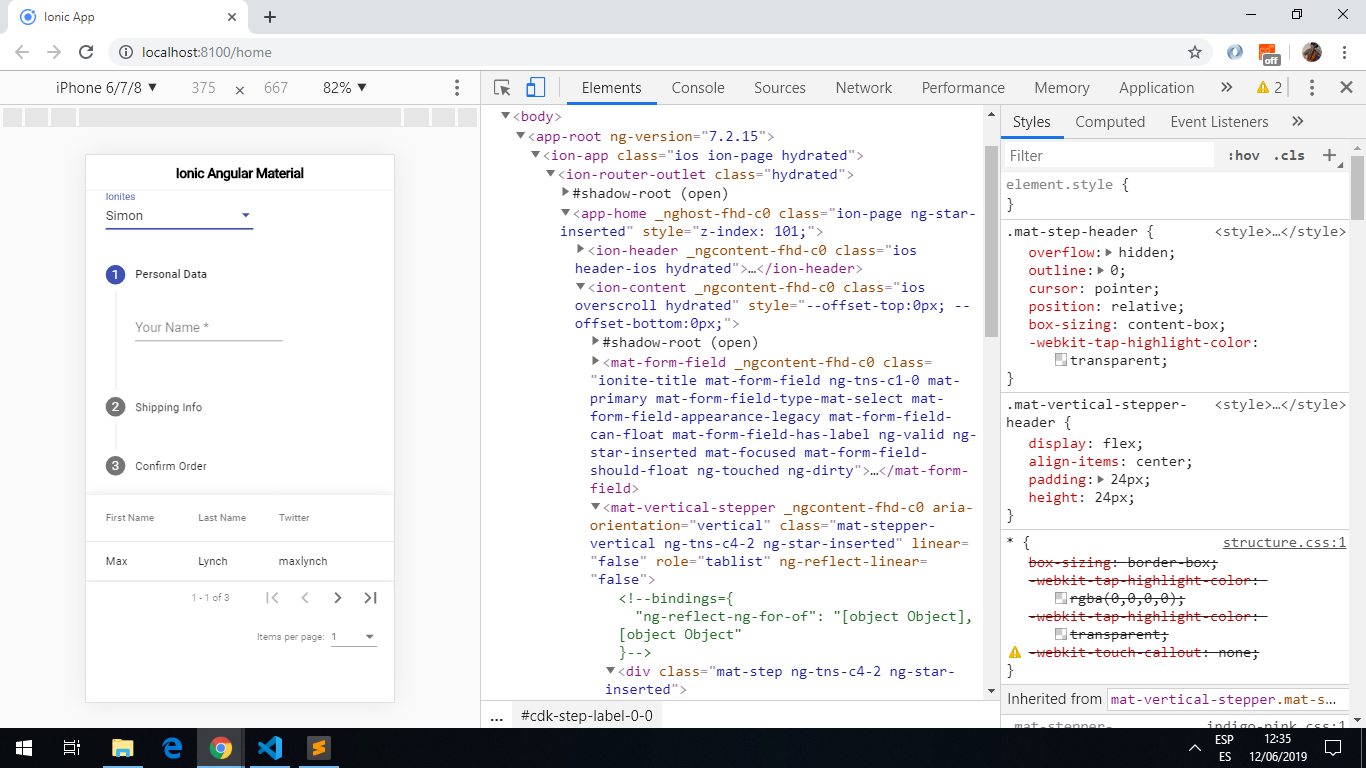 Ionic App
localhost:8100/home
off
iPhone 6/7/8 ▼ 375 × 667 82% ▼
Elements Console Sources Network Performance Memory Application » 2
▼<body>
▼<app-root ng-version="7.2.15">
▼<ion-app class="ios ion-page hydrated">
▼<ion-router-outlet class="hydrated">
▶#shadow-root (open)
▼<app-home _nghost-fhd-c0 class="ion-page ng-star-
inserted" style="z-index: 101;">
▶<ion-header _ngcontent-fhd-c0 class="ios
header-ios hydrated">…</ion-header>
▼<ion-content _ngcontent-fhd-c0 class="ios
overscroll hydrated" style="--offset-top:0px; --
offset-bottom:0px;">
▶#shadow-root (open)
▶<mat-form-field _ngcontent-fhd-c0 class=
"ionite-title mat-form-field ng-tns-c1-0 mat-
primary mat-form-field-type-mat-select mat-
form-field-appearance-legacy mat-form-field-
can-float mat-form-field-has-label ng-valid ng-
star-inserted mat-focused mat-form-field-
should-float ng-touched ng-dirty">…</mat-form-
field>
▼<mat-vertical-stepper _ngcontent-fhd-c0 aria-
orientation="vertical" class="mat-stepper-
vertical ng-tns-c4-2 ng-star-inserted" linear=
"false" role="tablist" ng-reflect-linear=
"false">
<!--bindings={
"ng-reflect-ng-for-of": "[object Object],
[object Object"
}-->
▼<div class="mat-step ng-tns-c4-2 ng-star-
inserted">
... #cdk-step-label-0-0
Styles Computed Event Listeners »
Filter :hov .cls +
element.style {
}
.mat-step-header { <style>…</style>
overflow:▶ hidden;
outline:▶ 0;
cursor: pointer;
position: relative;
box-sizing: content-box;
-webkit-tap-highlight-color:
transparent;
}
.mat-vertical-stepper- <style>…</style>
header {
display: flex;
align-items: center;
padding:▶ 24px;
height: 24px;
}
* { structure.css:1
box-sizing: border-box;
-webkit-tap-highlight-color:
rgba(0,0,0,0);
-webkit-tap-highlight-color:
transparent;
-webkit-touch-callout: none;
}
Inherited from mat-vertical-stepper.mat-s…
.mat-stepper- indigo-pink.css:1
Ionic Angular Material
Ionites
Simon
1 Personal Data
Your Name *
2 Shipping Info
3 Confirm Order
First Name Last Name Twitter
Max Lynch maxlynch
1 - 1 of 3
Items per page: 1
ESP
ES
12:35
12/06/2019